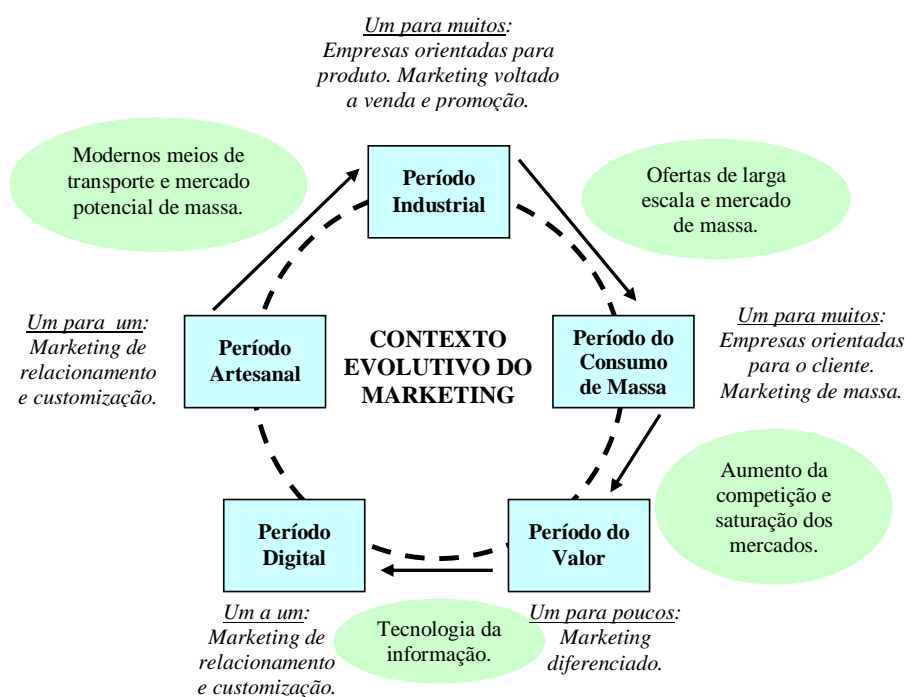 Um para muitos:
Empresas orientadas para
produto. Marketing voltado
a venda e promoção.
Modernos meios de
transporte e mercado
potencial de massa.
Período
Industrial
Ofertas de larga
escala e mercado
de massa.
Um para um:
Marketing de
relacionamento
e customização.
Período
Artesanal
CONTEXTO
EVOLUTIVO DO
MARKETING
Período do
Consumo
de Massa
Um para muitos:
Empresas orientadas
para o cliente.
Marketing de massa.
Aumento da
competição e
saturação dos
mercados.
Período
Digital
Período do
Valor
Um a um:
Marketing de
relacionamento
e customização.
Tecnologia da
informação.
Um para poucos:
Marketing
diferenciado.